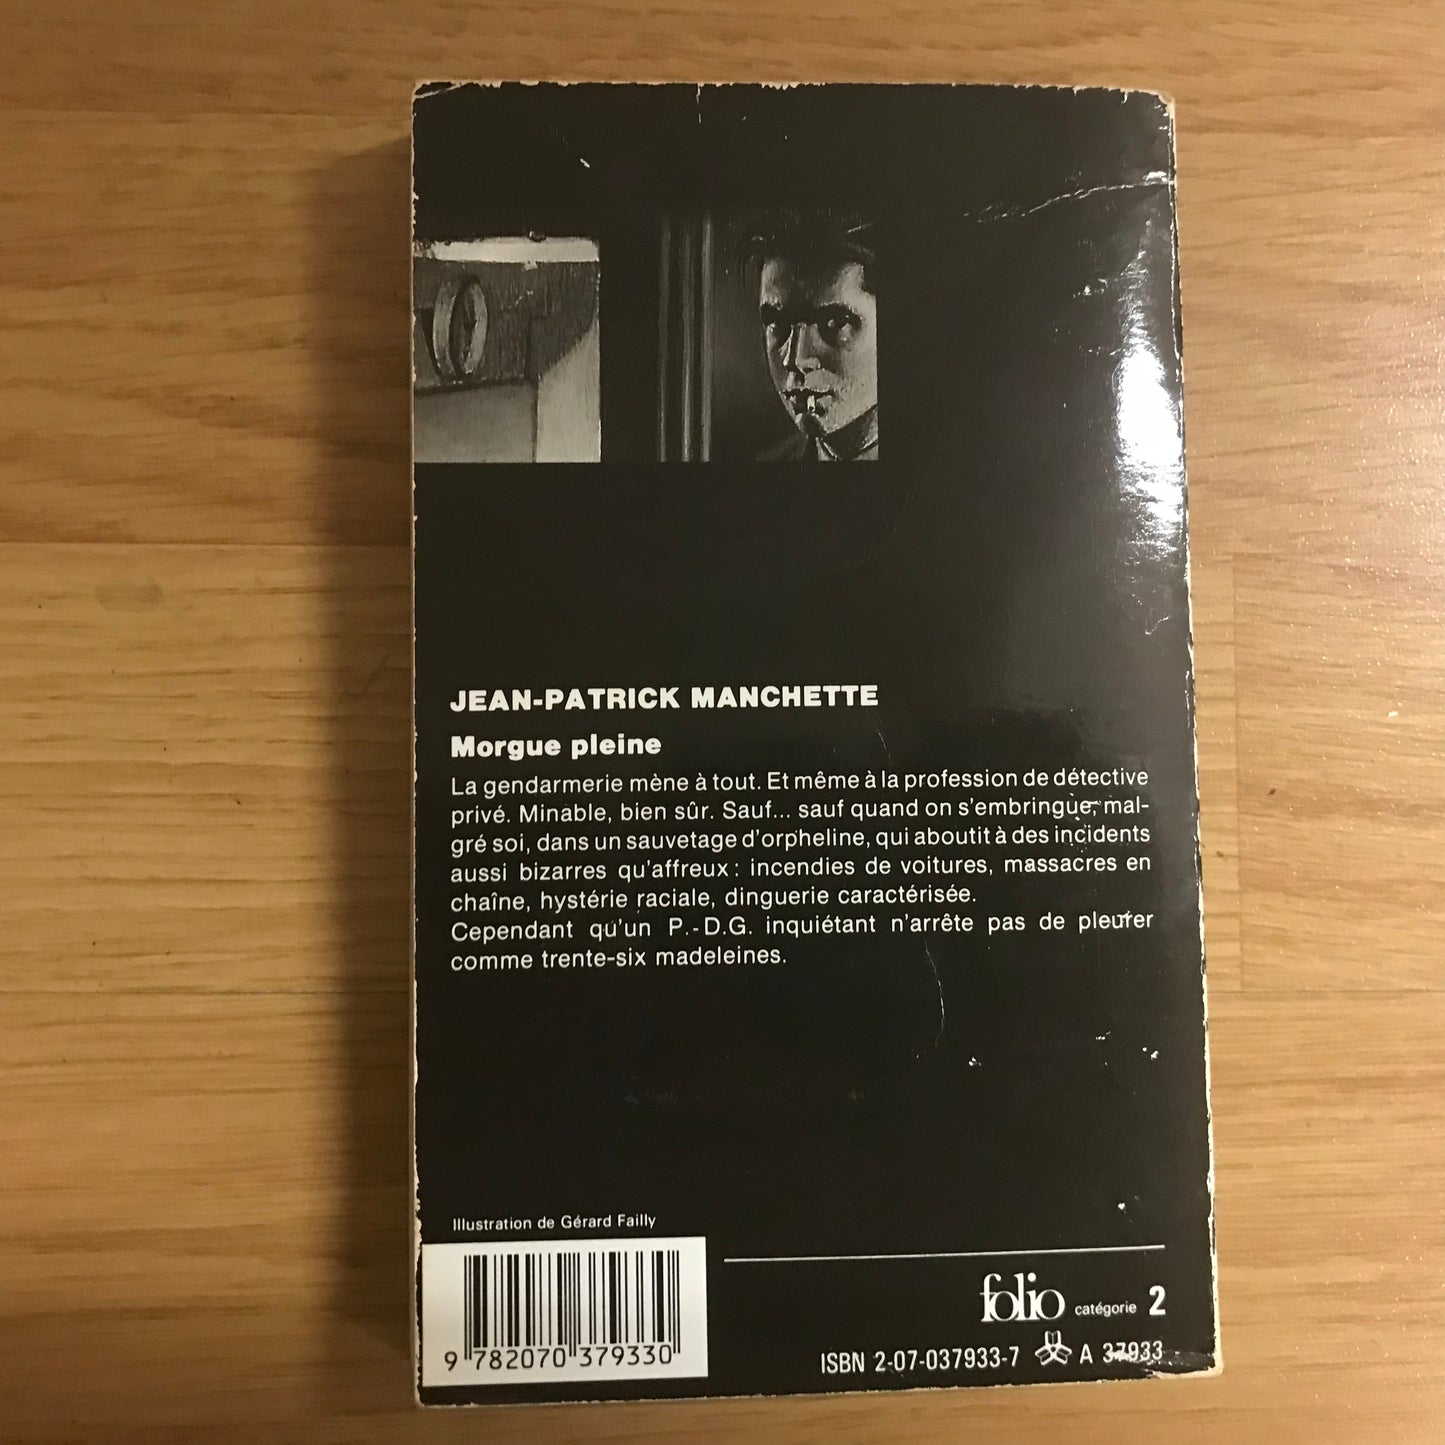 JEAN-PATRICK MANCHETTE
Morgue pleine
La gendarmerie mène à tout. Et même à la profession de détective
privé. Minable, bien sûr. Sauf... sauf quand on s'embringue, mal-
gré soi, dans un sauvetage d'orpheline, qui aboutit à des incidents
aussi bizarres qu'affreux : incendies de voitures, massacres en
chaîne, hystérie raciale, dinguerie caractérisée.
Cependant qu'un P.-D.G. inquiétant n'arrête pas de pleurer
comme trente-six madeleines.
Illustration de Gérard Failly
9 782070 379330
folio catégorie 2
ISBN 2-07-037933-7 A 37933